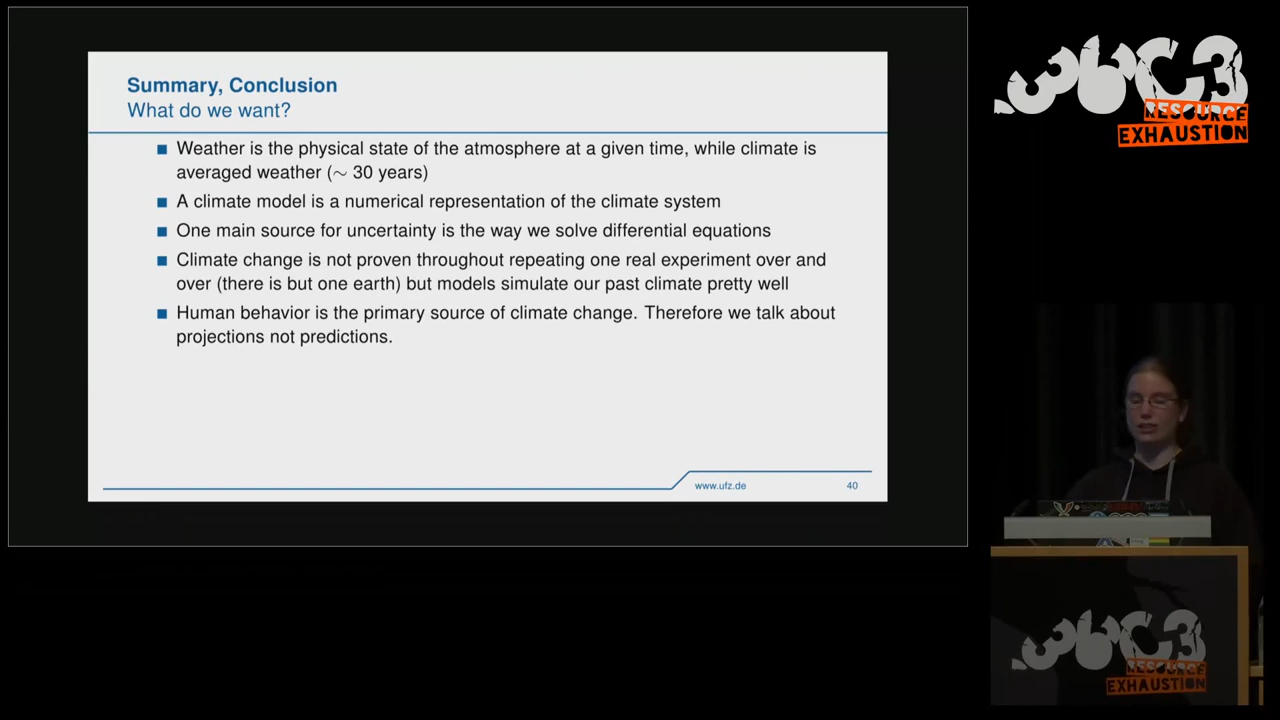 Summary, Conclusion
What do we want?
Weather is the physical state of the atmosphere at a given time, while climate is
averaged weather (∼ 30 years)
A climate model is a numerical representation of the climate system
One main source for uncertainty is the way we solve differential equations
Climate change is not proven throughout repeating one real experiment over and
over (there is but one earth) but models simulate our past climate pretty well
Human behavior is the primary source of climate change. Therefore we talk about
projections not predictions.
www.ufz.de
40
36C3
RESOURCE
EXHAUSTION
36C3
RESOURCE
EXHAUSTION